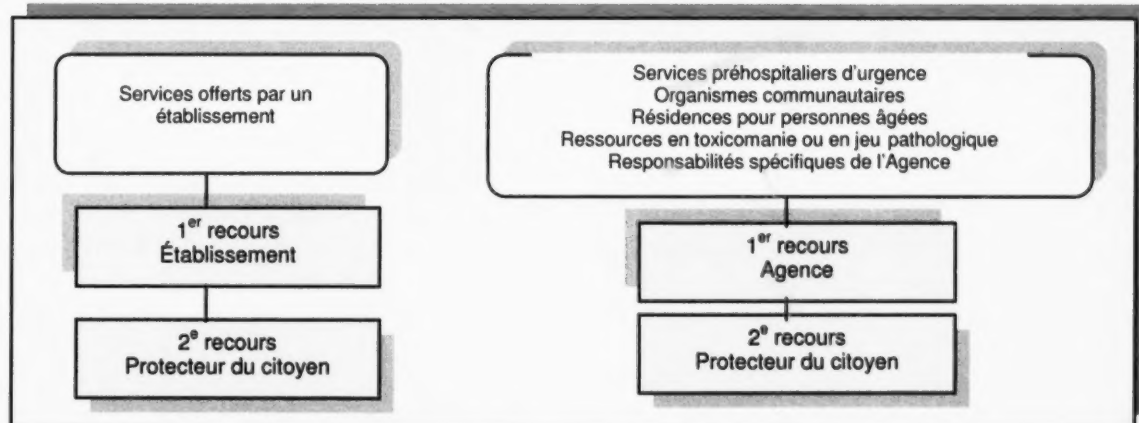 Services offerts par un
établissement
1er recours
Établissement
2e recours
Protecteur du citoyen
Services préhospitaliers d'urgence
Organismes communautaires
Résidences pour personnes âgées
Ressources en toxicomanie ou en jeu pathologique
Responsabilités spécifiques de l'Agence
1er recours
Agence
2e recours
Protecteur du citoyen